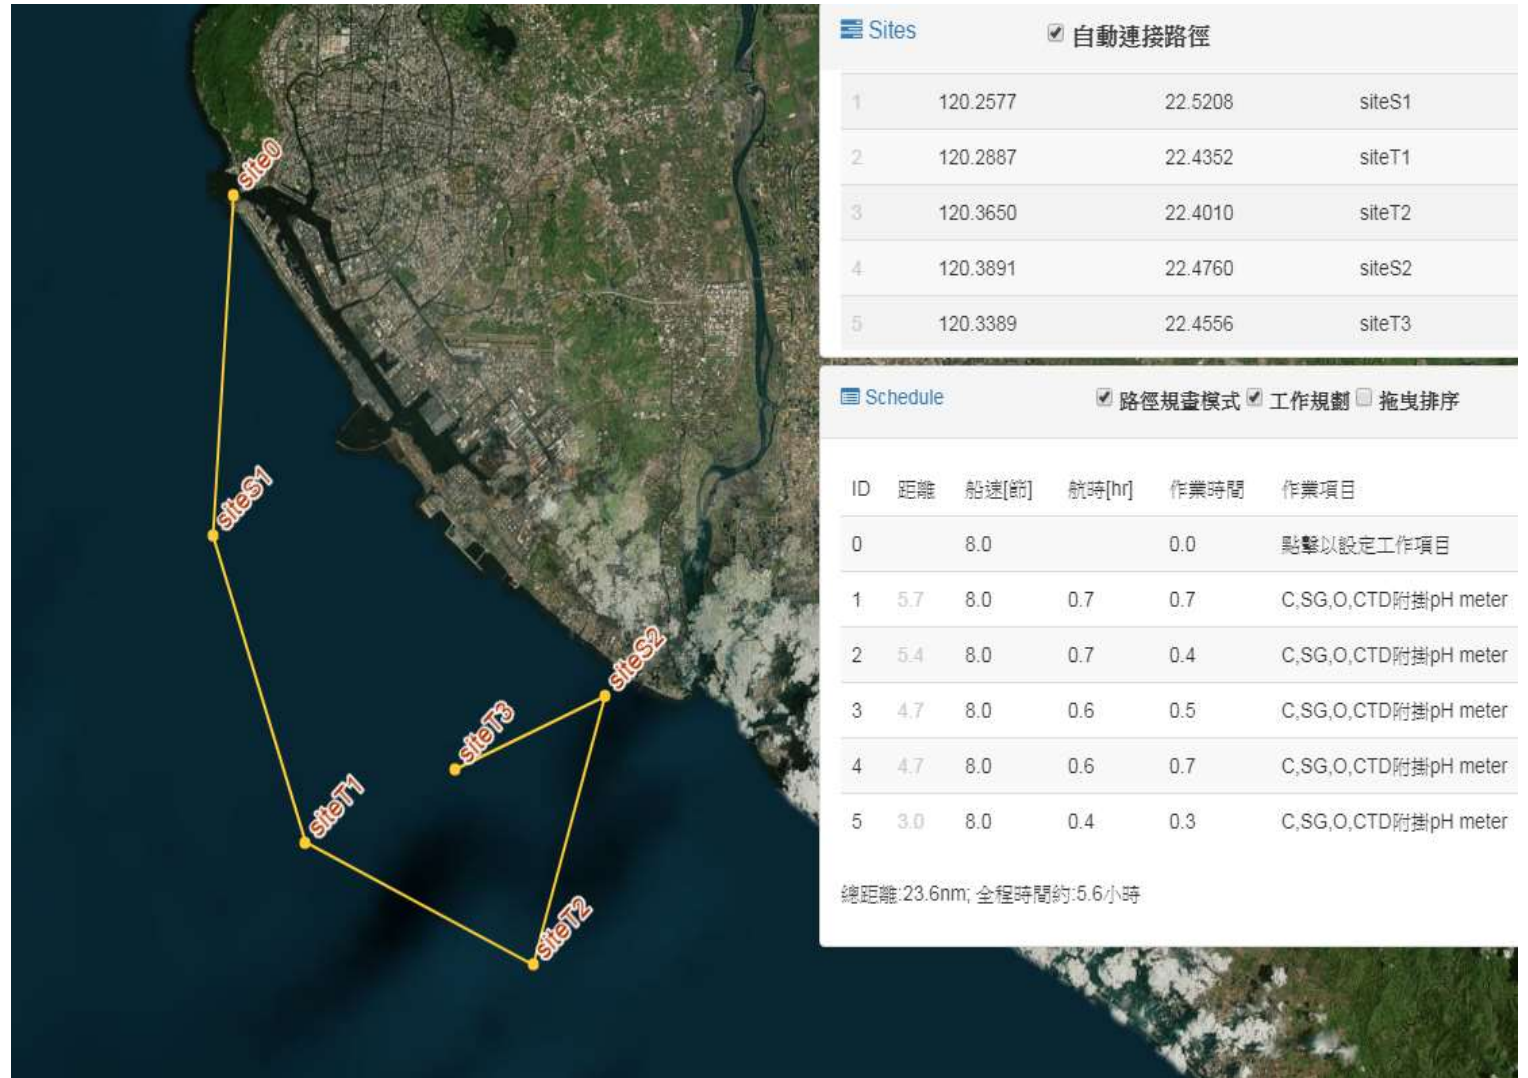 Sites 自動連接路徑
1 120.2577 22.5208 siteS1
2 120.2887 22.4352 siteT1
3 120.3650 22.4010 siteT2
4 120.3891 22.4760 siteS2
5 120.3389 22.4556 siteT3
Schedule 路徑規畫模式 工作規劃 拖曳排序
ID 距離 船速[節] 航時[hr] 作業時間 作業項目
0 8.0 0.0 點擊以設定工作項目
1 5.7 8.0 0.7 0.7 C,SG,O,CTD附掛pH meter
2 5.4 8.0 0.7 0.4 C,SG,O,CTD附掛pH meter
3 4.7 8.0 0.6 0.5 C,SG,O,CTD附掛pH meter
4 4.7 8.0 0.6 0.7 C,SG,O,CTD附掛pH meter
5 3.0 8.0 0.4 0.3 C,SG,O,CTD附掛pH meter
總距離:23.6nm; 全程時間約:5.6小時
site0
siteS1
siteS2
siteT3
siteT1
siteT2